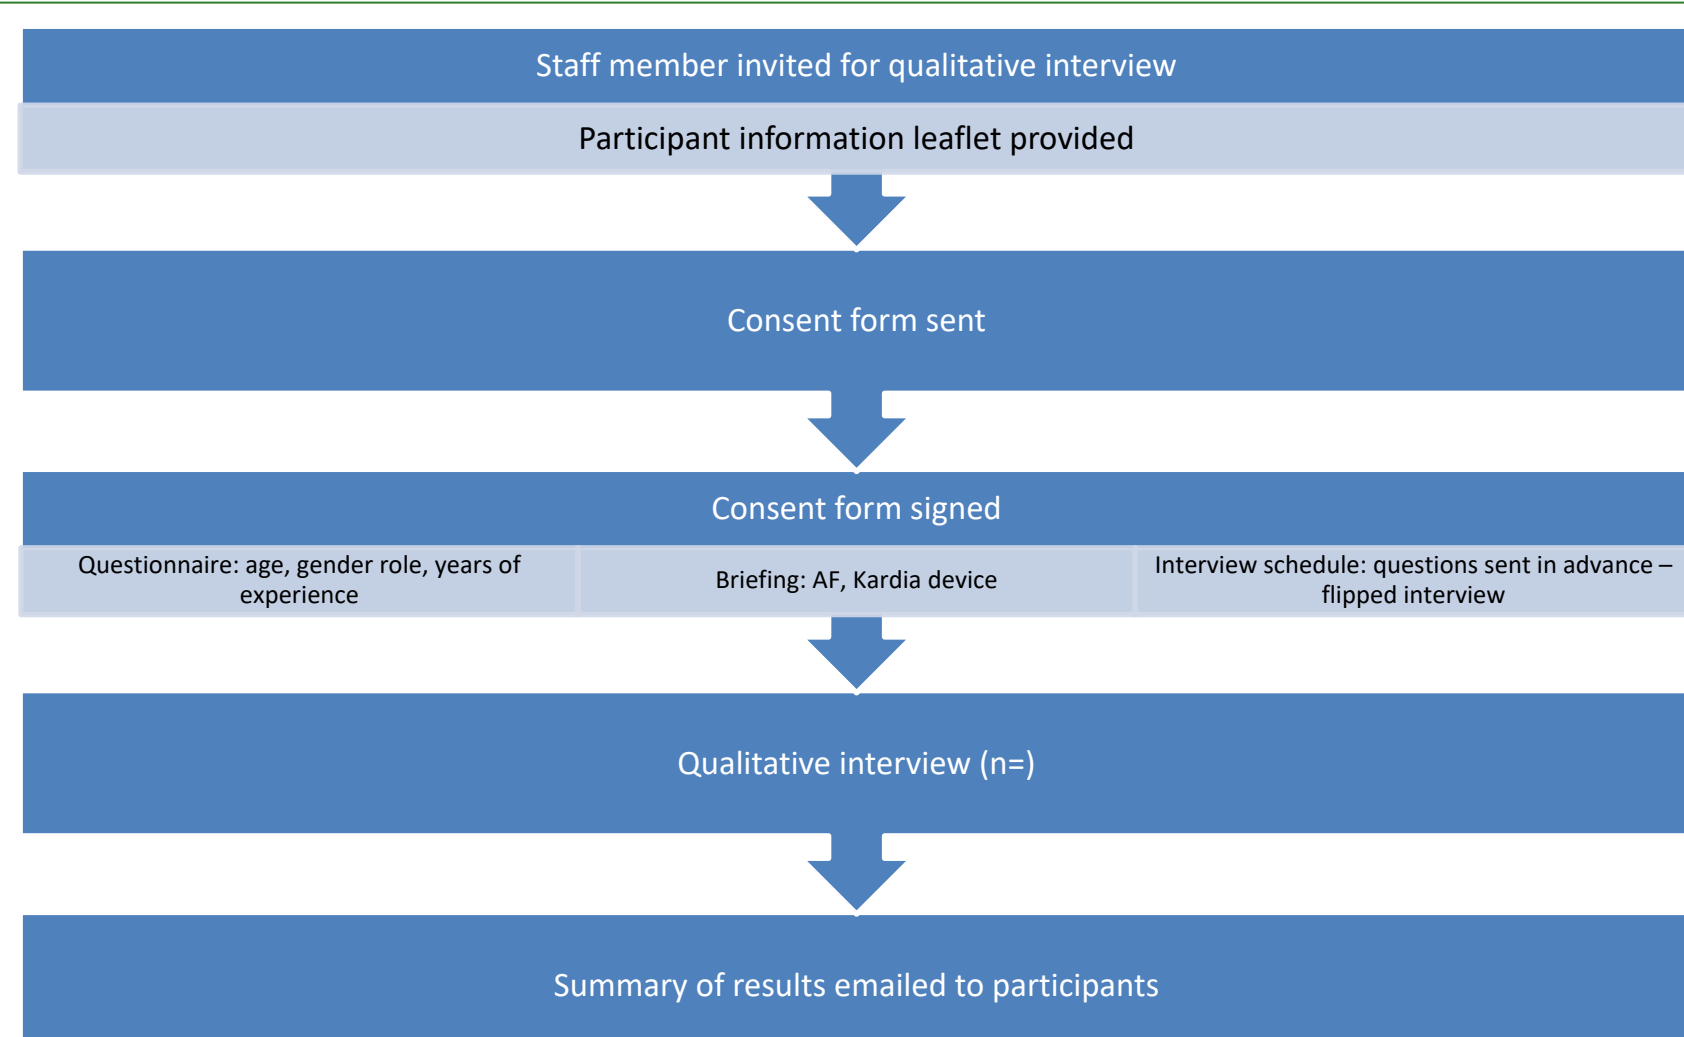 Staff member invited for qualitative interview
Participant information leaflet provided
Consent form sent
Consent form signed
Questionnaire: age, gender role, years of
experience
Briefing: AF, Kardia device
Interview schedule: questions sent in advance –
flipped interview
Qualitative interview (n=)
Summary of results emailed to participants